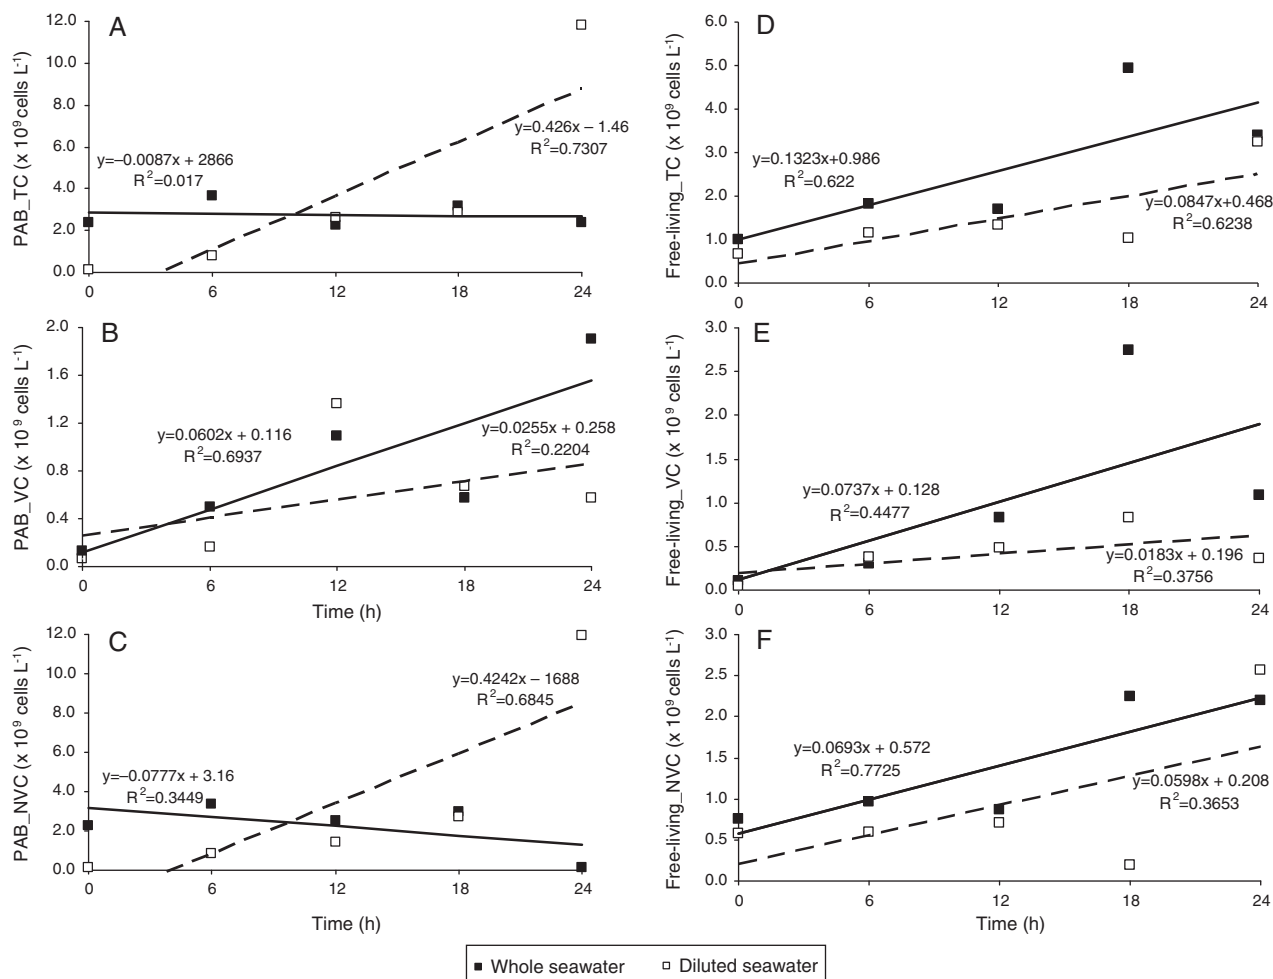 A
PAB_TC (x 10⁹ cells L⁻¹)
12.0
10.0
8.0
6.0
4.0
2.0
0.0
y=–0.0087x + 2866
R²=0.017
y=0.426x – 1.46
R²=0.7307
0 6 12 18 24
B
PAB_VC (x 10⁹ cells L⁻¹)
2.0
1.6
1.2
0.8
0.4
0.0
y=0.0602x + 0.116
R²=0.6937
y=0.0255x + 0.258
R²=0.2204
0 6 12 18 24
Time (h)
C
PAB_NVC (x 10⁹ cells L⁻¹)
12.0
10.0
8.0
6.0
4.0
2.0
0.0
y=0.4242x – 1688
R²=0.6845
y=–0.0777x + 3.16
R²=0.3449
0 6 12 18 24
Time (h)
D
Free-living_TC (x 10⁹ cells L⁻¹)
6.0
5.0
4.0
3.0
2.0
1.0
0.0
y=0.1323x+0.986
R²=0.622
y=0.0847x+0.468
R²=0.6238
0 6 12 18 24
E
Free-living_VC (x 10⁹ cells L⁻¹)
3.0
2.5
2.0
1.5
1.0
0.5
0.0
y=0.0737x + 0.128
R²=0.4477
y=0.0183x + 0.196
R²=0.3756
0 6 12 18 24
F
Free-living_NVC (x 10⁹ cells L⁻¹)
3.0
2.5
2.0
1.5
1.0
0.5
0.0
y=0.0693x + 0.572
R²=0.7725
y=0.0598x + 0.208
R²=0.3653
0 6 12 18 24
Time (h)
■ Whole seawater □ Diluted seawater